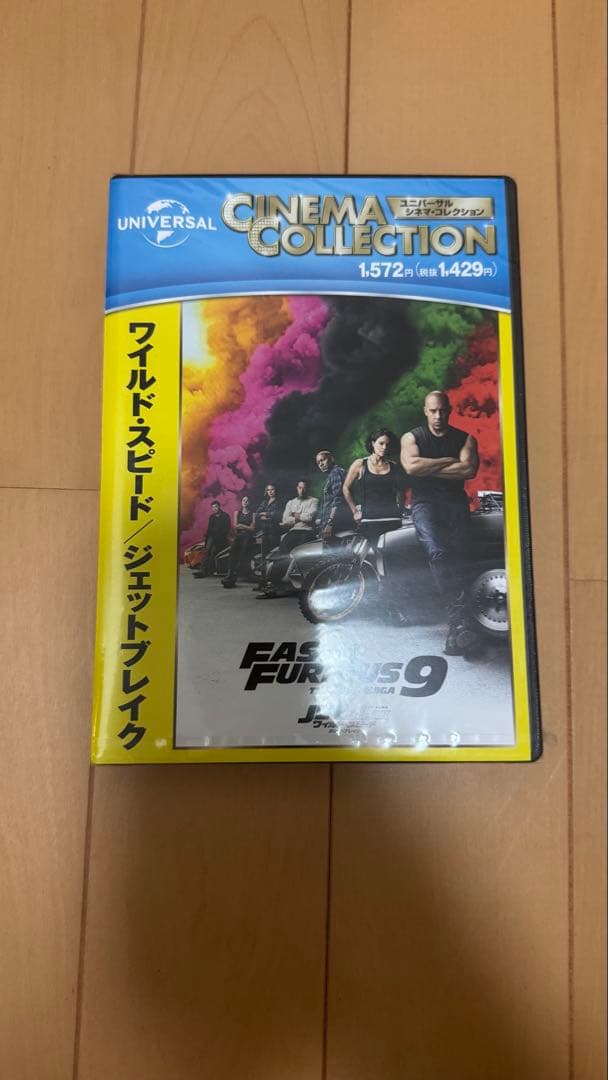 UNIVERSAL
CINEMA
COLLECTION
ユニバーサル
シネマ・コレクション
1,572円(税抜1,429円)
ワイルド・スピード/ジェットブレイク
FAST
FURIOUS 9
SAGA